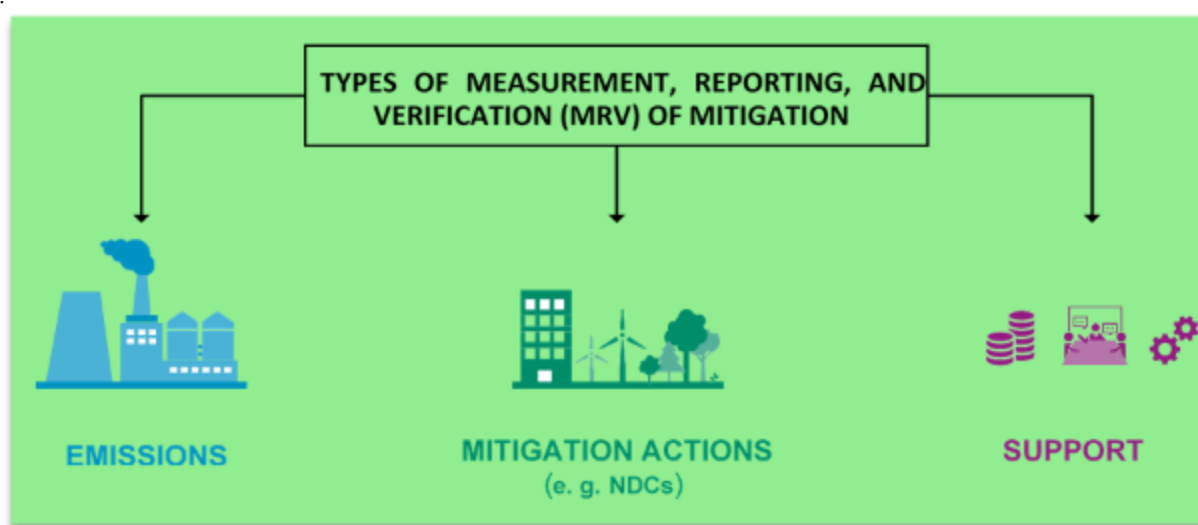 TYPES OF MEASUREMENT, REPORTING, AND
VERIFICATION (MRV) OF MITIGATION
EMISSIONS
MITIGATION ACTIONS
(e. g. NDCs)
SUPPORT